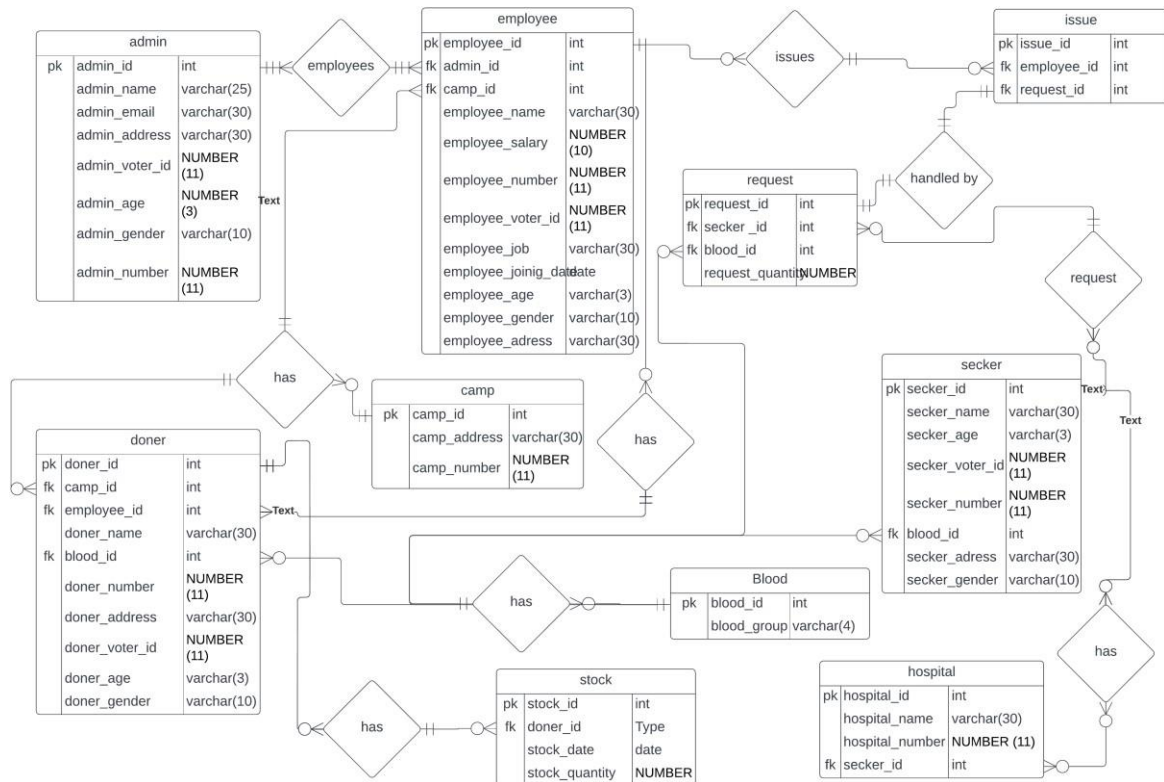 admin
pk admin_id int
admin_name varchar(25)
admin_email varchar(30)
admin_address varchar(30)
admin_voter_id NUMBER
(11)
admin_age NUMBER
(3)
admin_gender varchar(10)
admin_number NUMBER
(11)
employees
employee
pk employee_id int
fk admin_id int
fk camp_id int
employee_name varchar(30)
employee_salary NUMBER
(10)
employee_number NUMBER
(11)
employee_voter_id NUMBER
(11)
employee_job varchar(30)
employee_joinig_date date
employee_age varchar(3)
employee_gender varchar(10)
employee_adress varchar(30)
issues
issue
pk issue_id int
fk employee_id int
fk request_id int
handled by
request
pk request_id int
fk secker _id int
fk blood_id int
request_quantity NUMBER
request
Text
has
camp
pk camp_id int
camp_address varchar(30)
camp_number NUMBER
(11)
has
secker
pk secker_id int
secker_name varchar(30)
secker_age varchar(3)
secker_voter_id NUMBER
(11)
secker_number NUMBER
(11)
fk blood_id int
secker_adress varchar(30)
secker_gender varchar(10)
Text
Text
doner
pk doner_id int
fk camp_id int
fk employee_id int
doner_name varchar(30)
fk blood_id int
doner_number NUMBER
(11)
doner_address varchar(30)
doner_voter_id NUMBER
(11)
doner_age varchar(3)
doner_gender varchar(10)
Text
has
Blood
pk blood_id int
blood_group varchar(4)
has
hospital
pk hospital_id int
hospital_name varchar(30)
hospital_number NUMBER (11)
fk secker_id int
has
stock
pk stock_id int
fk doner_id Type
stock_date date
stock_quantity NUMBER